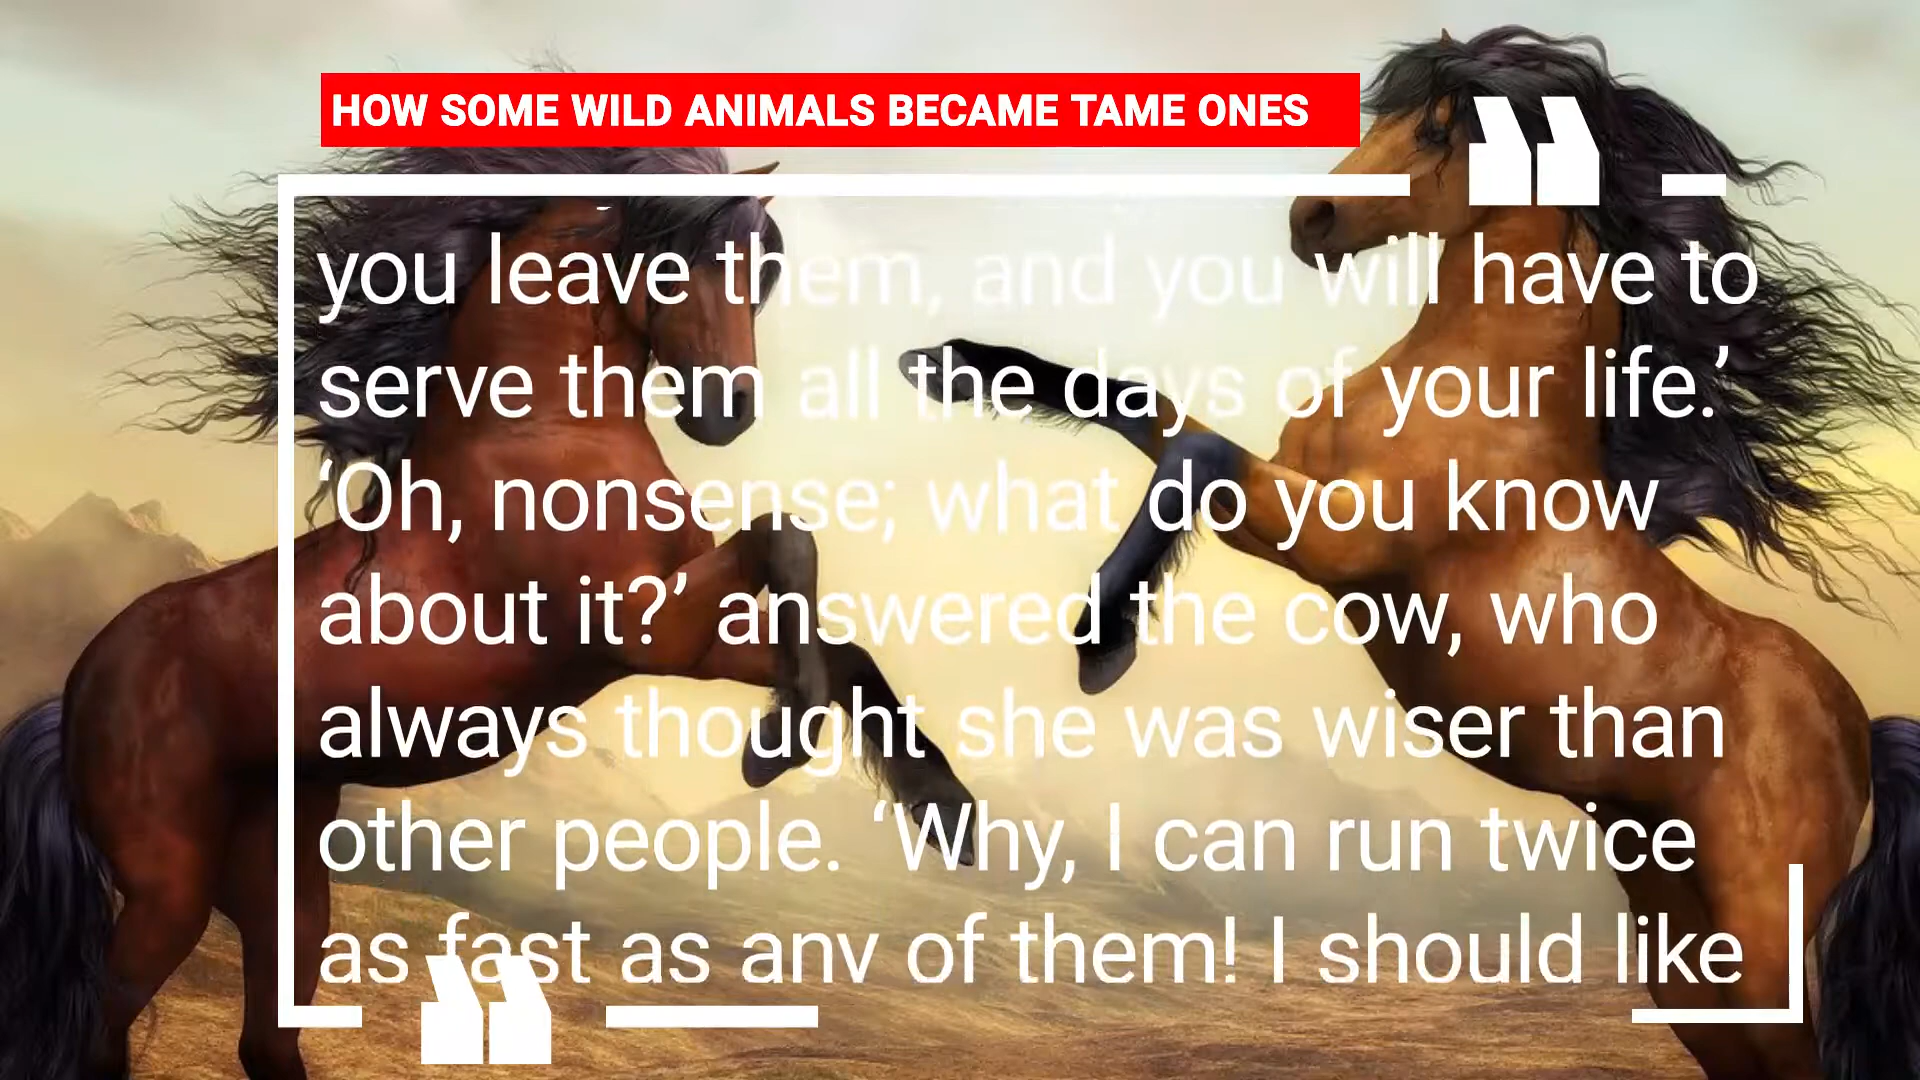 HOW SOME WILD ANIMALS BECAME TAME ONES
you leave them, and you will have to
serve them all the days of your life.’
‘Oh, nonsense; what do you know
about it?’ answered the cow, who
always thought she was wiser than
other people. ‘Why, I can run twice
as fast as any of them! I should like